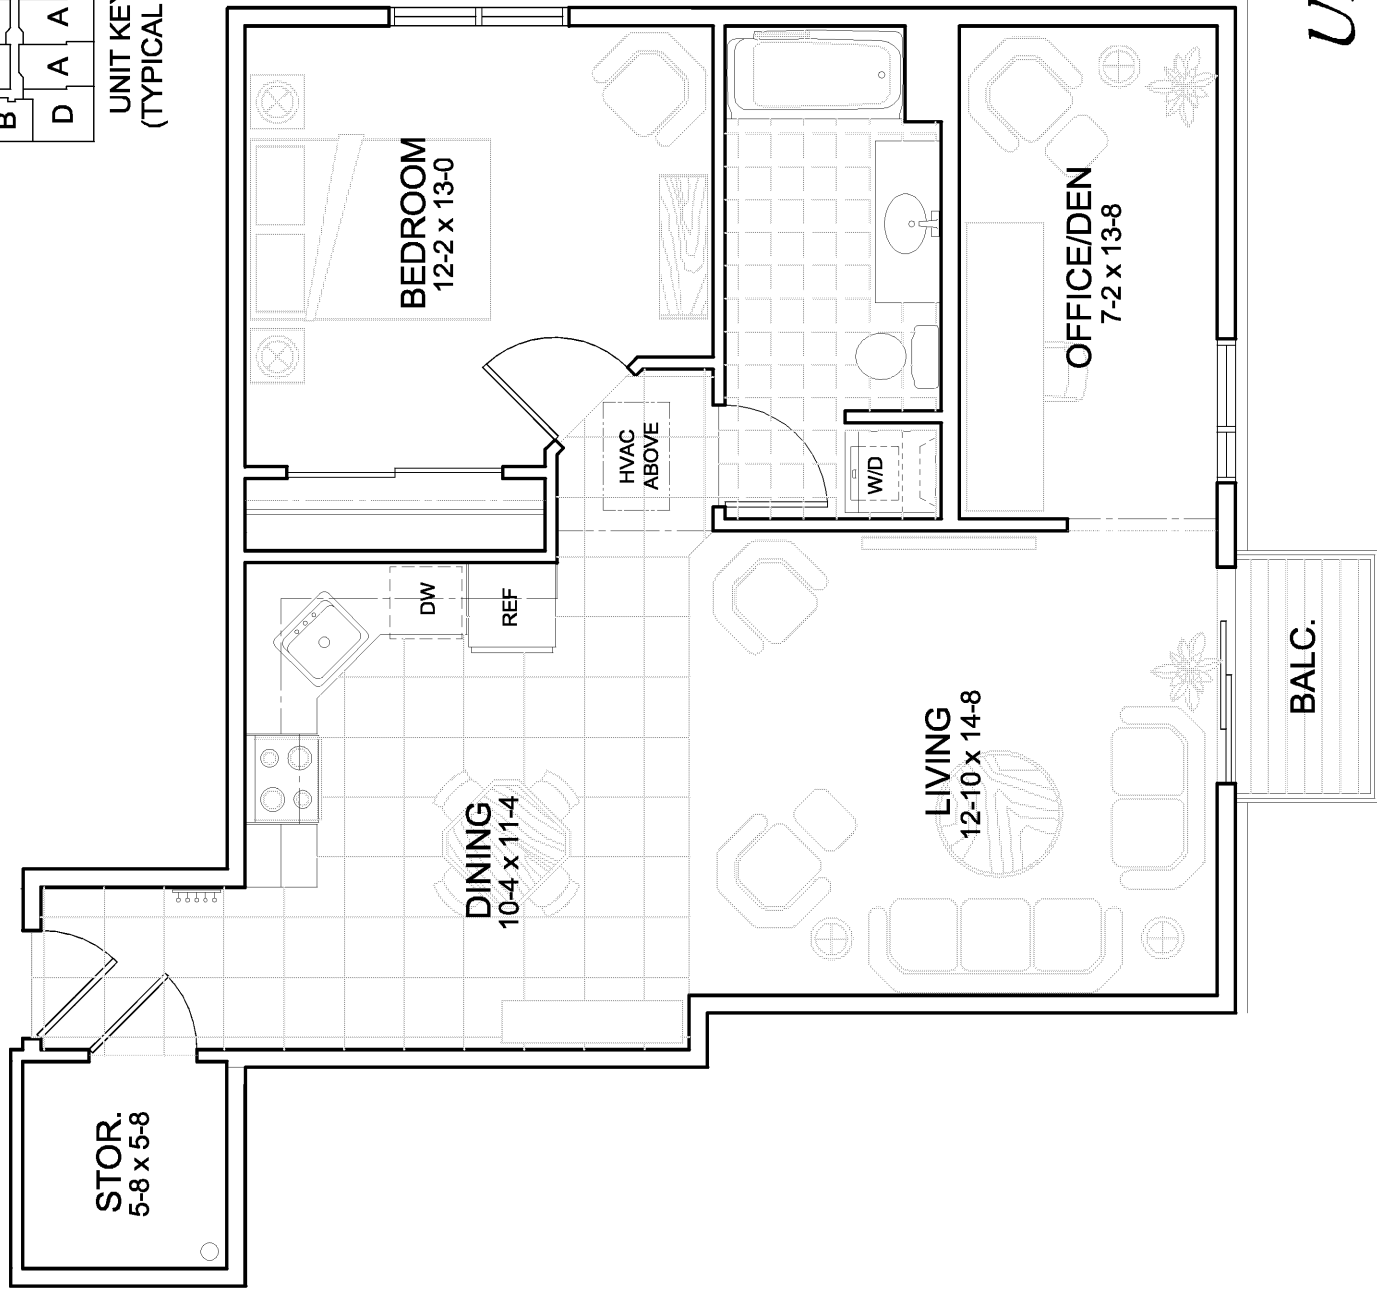 B
D
A
A
UNIT KEY
(TYPICAL
BEDROOM
12-2 x 13-0
OFFICE/DEN
7-2 x 13-8
HVAC
ABOVE
W/D
DW
REF
DINING
10-4 x 11-4
LIVING
12-10 x 14-8
BALC.
STOR.
5-8 x 5-8